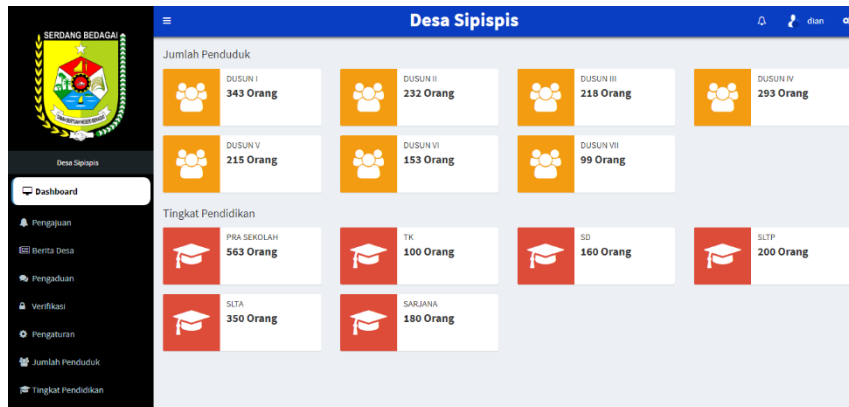 SERDANG BEDAGAI
Desa Sipispis
Dashboard
Pengajuan
Berita Desa
Pengaduan
Verifikasi
Pengaturan
Jumlah Penduduk
Tingkat Pendidikan
Desa Sipispis
dian
Jumlah Penduduk
DUSUN I
343 Orang
DUSUN II
232 Orang
DUSUN III
218 Orang
DUSUN IV
293 Orang
DUSUN V
215 Orang
DUSUN VI
153 Orang
DUSUN VII
99 Orang
Tingkat Pendidikan
PRA SEKOLAH
563 Orang
TK
100 Orang
SD
160 Orang
SLTP
200 Orang
SLTA
350 Orang
SARJANA
180 Orang